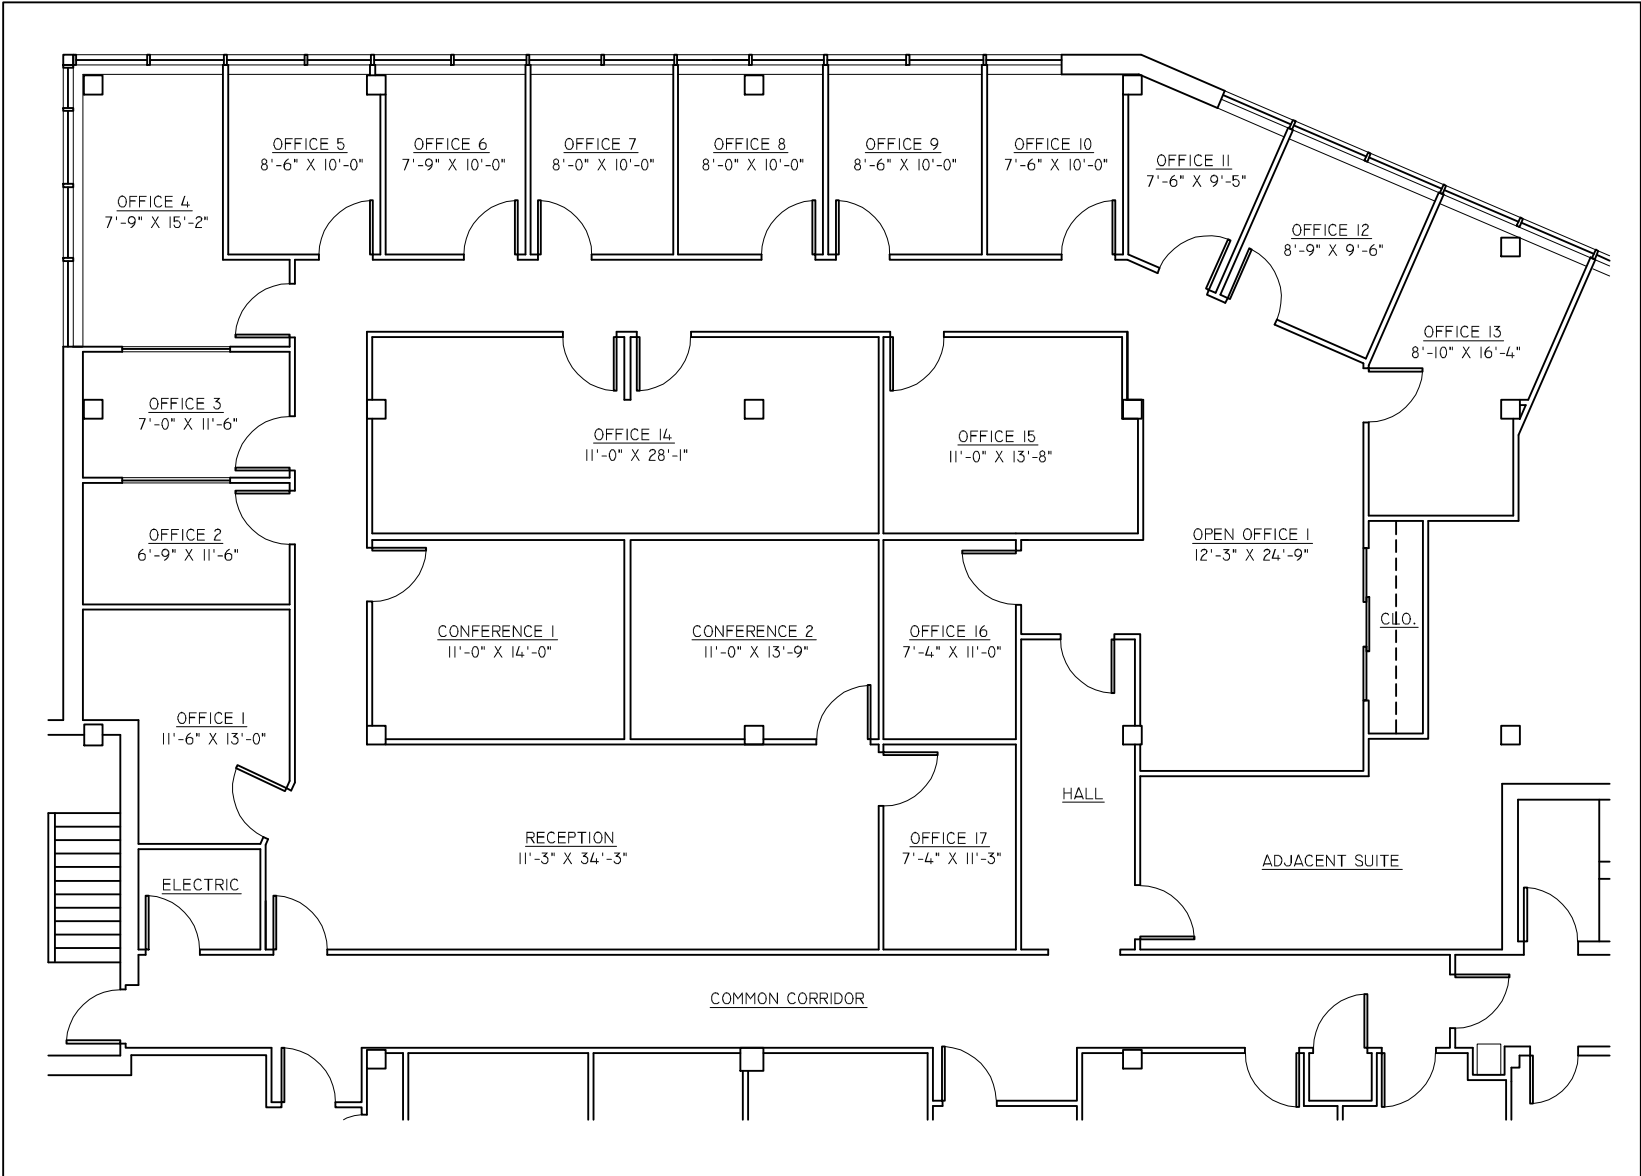 OFFICE 5
8'-6" X 10'-0"
OFFICE 6
7'-9" X 10'-0"
OFFICE 7
8'-0" X 10'-0"
OFFICE 8
8'-0" X 10'-0"
OFFICE 9
8'-6" X 10'-0"
OFFICE 10
7'-6" X 10'-0"
OFFICE 11
7'-6" X 9'-5"
OFFICE 4
7'-9" X 15'-2"
OFFICE 12
8'-9" X 9'-6"
OFFICE 13
8'-10" X 16'-4"
OFFICE 3
7'-0" X 11'-6"
OFFICE 14
11'-0" X 28'-1"
OFFICE 15
11'-0" X 13'-8"
OFFICE 2
6'-9" X 11'-6"
OPEN OFFICE 1
12'-3" X 24'-9"
CONFERENCE 1
11'-0" X 14'-0"
CONFERENCE 2
11'-0" X 13'-9"
OFFICE 16
7'-4" X 11'-0"
CLO.
OFFICE 1
11'-6" X 13'-0"
HALL
RECEPTION
11'-3" X 34'-3"
OFFICE 17
7'-4" X 11'-3"
ADJACENT SUITE
ELECTRIC
COMMON CORRIDOR